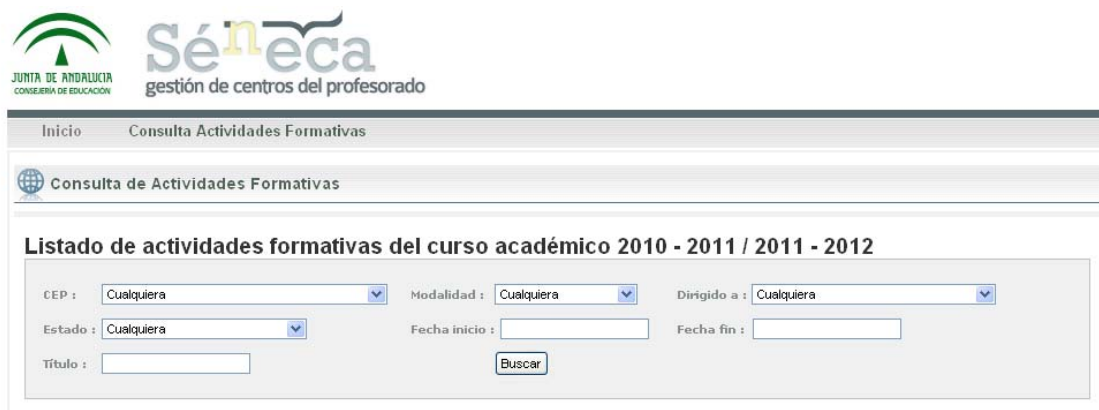 JUNTA DE ANDALUCIA
CONSEJERÍA DE EDUCACIÓN
Séneca
gestión de centros del profesorado
Inicio Consulta Actividades Formativas
Consulta de Actividades Formativas
Listado de actividades formativas del curso académico 2010 - 2011 / 2011 - 2012
CEP : Cualquiera Modalidad : Cualquiera Dirigido a : Cualquiera
Estado : Cualquiera Fecha inicio : Fecha fin :
Título : Buscar